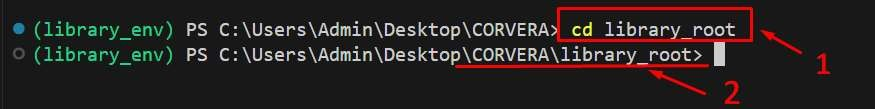 (library_env) PS C:\Users\Admin\Desktop\CORVERA> cd library_root
1
(library_env) PS C:\Users\Admin\Desktop\CORVERA\library_root>
2